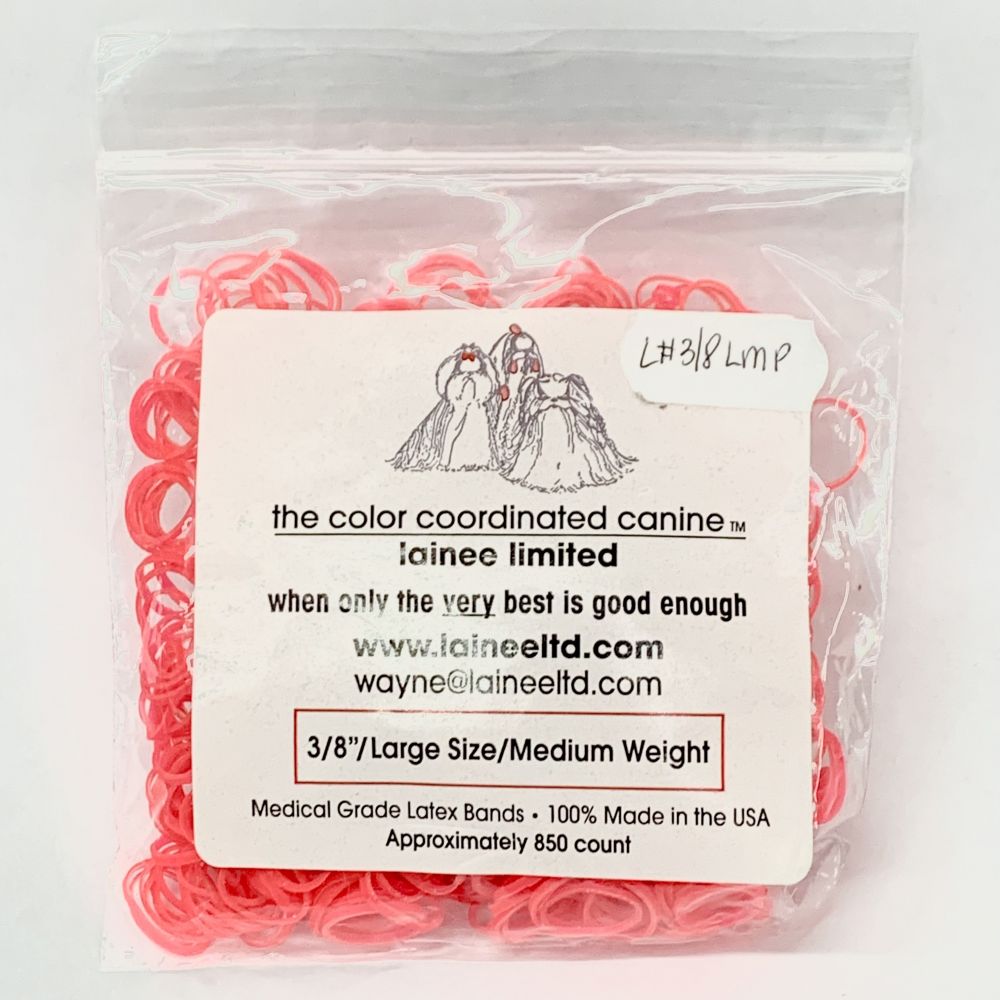 L#3/8 LMP
the color coordinated canine™
lainee limited
when only the very best is good enough
www.laineeltd.com
wayne@laineeltd.com
3/8”/Large Size/Medium Weight
Medical Grade Latex Bands • 100% Made in the USA
Approximately 850 count